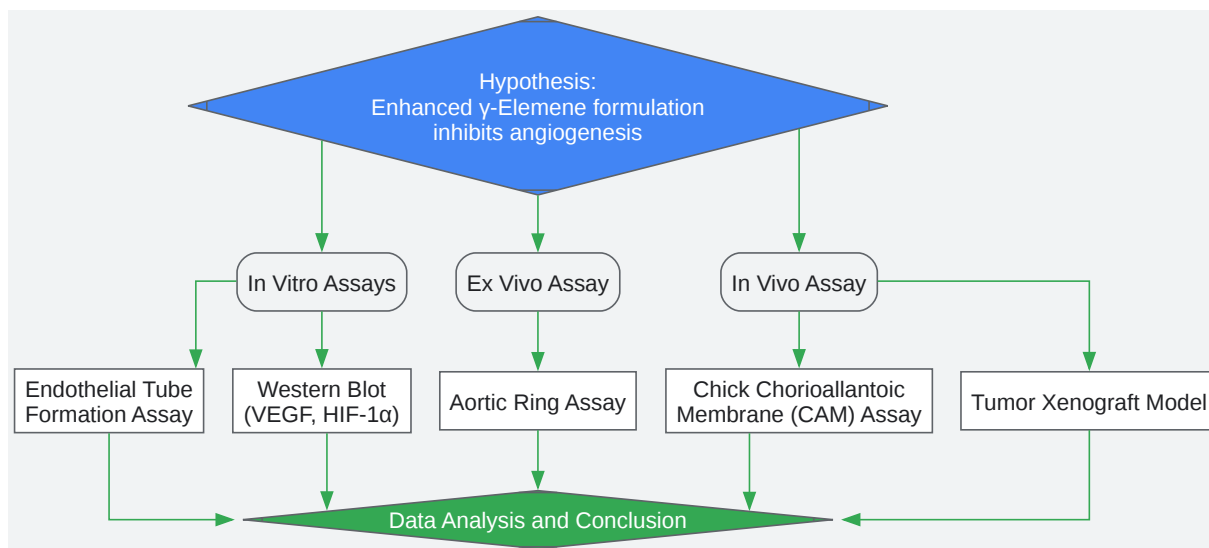 Hypothesis:
Enhanced γ-Elemene formulation
inhibits angiogenesis
In Vitro Assays
Ex Vivo Assay
In Vivo Assay
Endothelial Tube
Formation Assay
Western Blot
(VEGF, HIF-1α)
Aortic Ring Assay
Chick Chorioallantoic
Membrane (CAM) Assay
Tumor Xenograft Model
Data Analysis and Conclusion